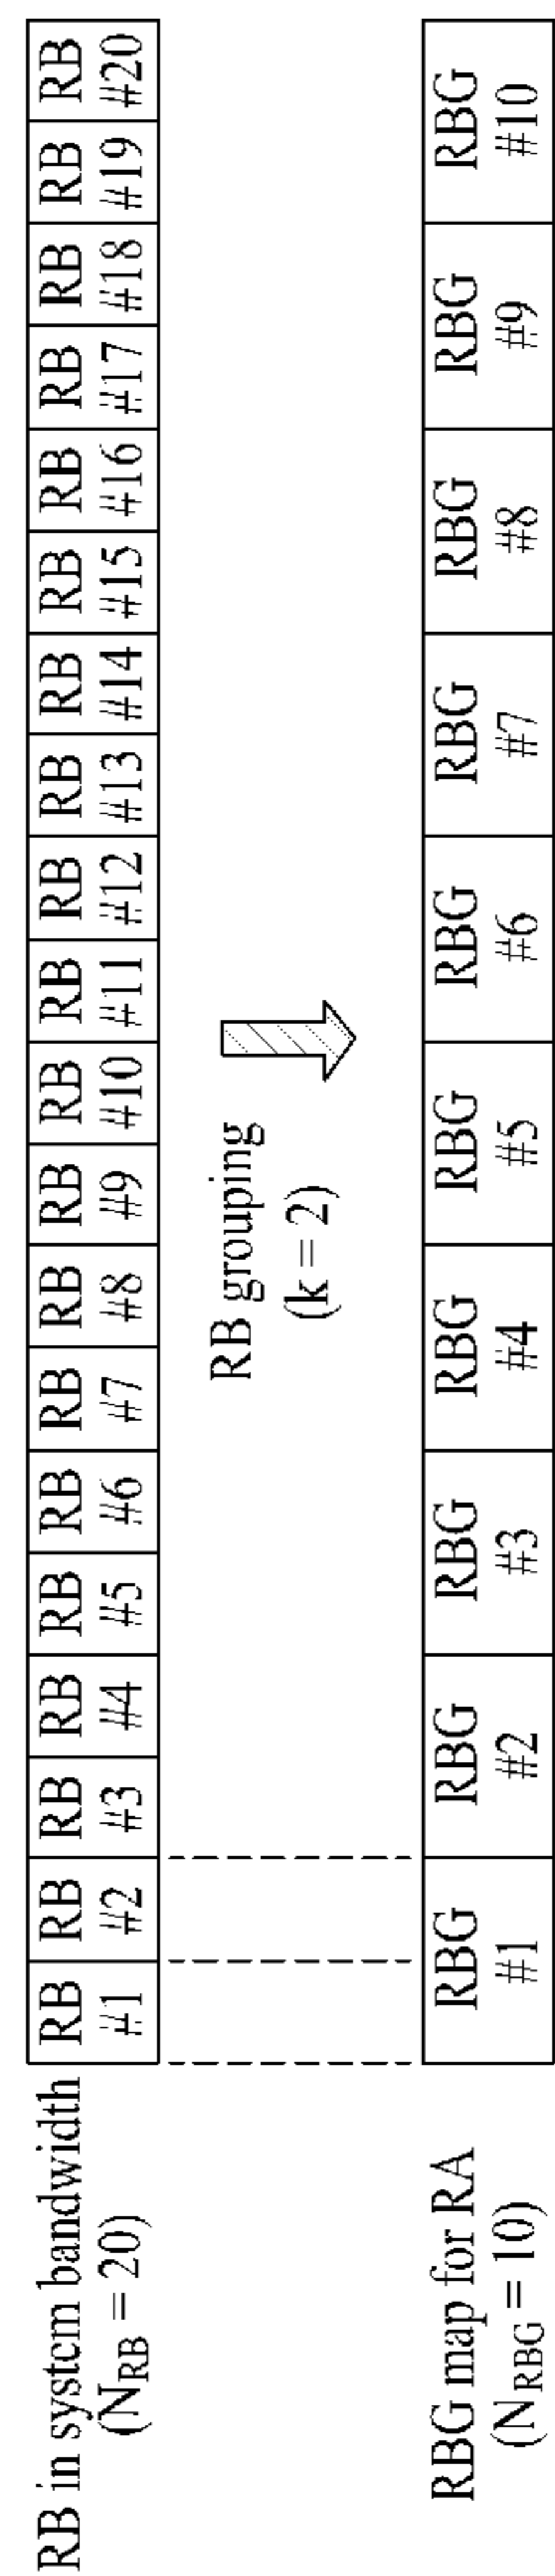 RB in system bandwidth
(NRB = 20)
RB #1
RB #2
RB #3
RB #4
RB #5
RB #6
RB #7
RB #8
RB #9
RB #10
RB #11
RB #12
RB #13
RB #14
RB #15
RB #16
RB #17
RB #18
RB #19
RB #20
RB grouping
(k = 2)
RBG map for RA
(NRBG = 10)
RBG #1
RBG #2
RBG #3
RBG #4
RBG #5
RBG #6
RBG #7
RBG #8
RBG #9
RBG #10